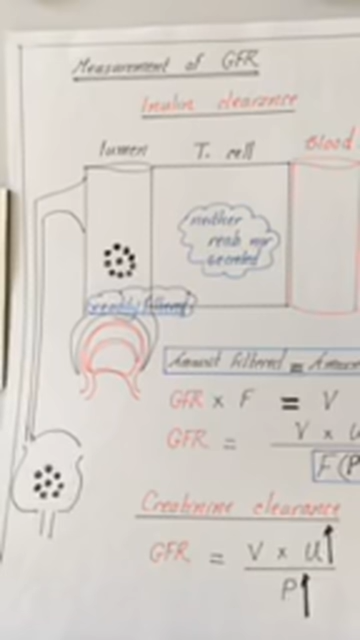 Measurement of GFR
Inulin clearance
lumen T. cell Blood
neither
reab nor
secreted
freely filtered
Amount filtered = Amoun
GFR x F = V
GFR = V x U
F (P
Creatinine clearance
GFR = V x U↑
P↑